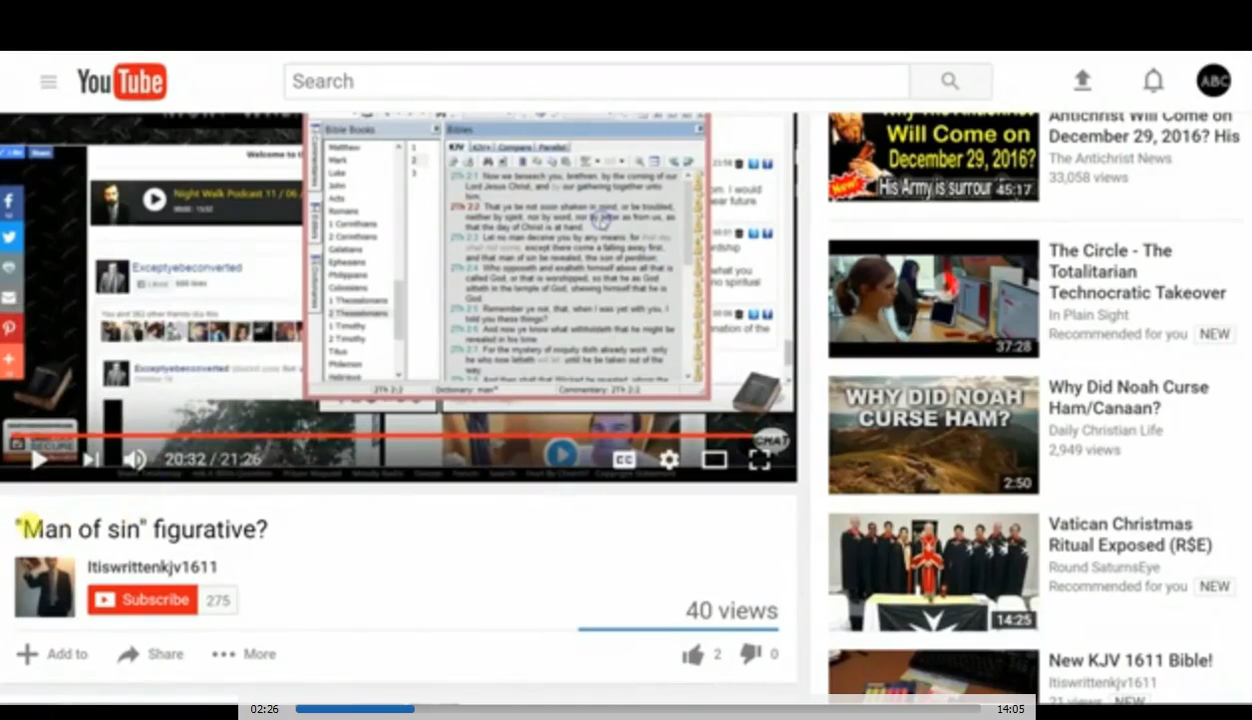 YouTube
Search
ABC
Share
Welcome to t
Night Walk Podcast 11 / 06
Exceptyebeconverted
Exceptyebeconverted
Bible Books
Matthew
Mark
Luke
John
Acts
Romans
1 Corinthians
2 Corinthians
Galatians
Ephesians
Philippians
Colossians
1 Thessalonians
2 Thessalonians
1 Timothy
2 Timothy
Titus
Philemon
Hebrews
1
2
3
Bibles
KJV KJV+ Compare Parallel
2Th 2:1 Now we beseech you, brethren, by the coming of our
Lord Jesus Christ, and by our gathering together unto
him,
2Th 2:2 That ye be not soon shaken in mind, or be troubled,
neither by spirit, nor by word, nor by letter as from us, as
that the day of Christ is at hand.
2Th 2:3 Let no man deceive you by any means: for that day
shall not come, except there come a falling away first,
and that man of sin be revealed, the son of perdition;
2Th 2:4 Who opposeth and exalteth himself above all that is
called God, or that is worshipped; so that he as God
sitteth in the temple of God, shewing himself that he is
God.
2Th 2:5 Remember ye not, that, when I was yet with you, I
told you these things?
2Th 2:6 And now ye know what withholdeth that he might be
revealed in his time.
2Th 2:7 For the mystery of iniquity doth already work: only
he who now letteth will let, until he be taken out of the
way.
2Th 2:2 Commentary: 2Th 2:2
CHAT
20:32 / 21:26
CC
"Man of sin" figurative?
Itiswrittenkjv1611
Subscribe 275
40 views
Add to Share More
2 0
Will Come on
December 29, 2016?
New!
His Army is surrour 45:17
Antichrist Will Come on
December 29, 2016? His
The Antichrist News
33,058 views
37:28
The Circle - The
Totalitarian
Technocratic Takeover
In Plain Sight
Recommended for you NEW
WHY DID NOAH
CURSE HAM?
2:50
Why Did Noah Curse
Ham/Canaan?
Daily Christian Life
2,949 views
14:25
Vatican Christmas
Ritual Exposed (R$E)
Round SaturnsEye
Recommended for you NEW
New KJV 1611 Bible!
Itiswrittenkjv1611
21 views NEW
02:26 14:05